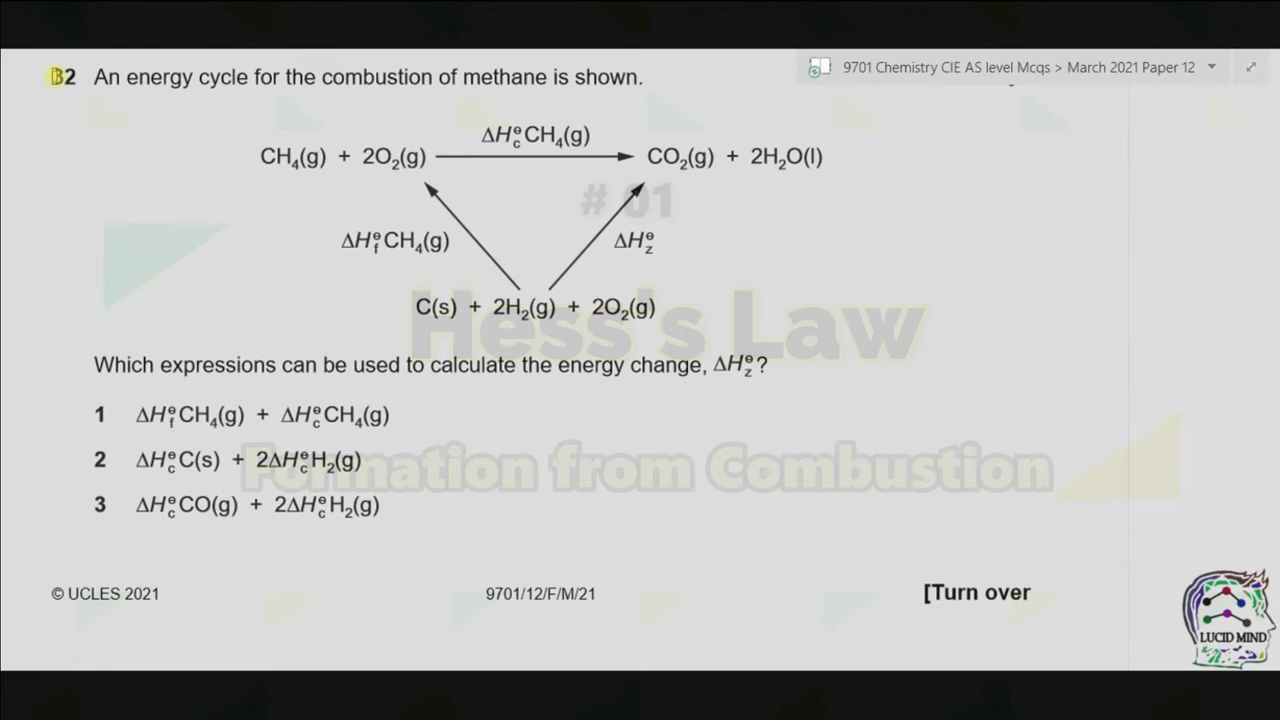 32 An energy cycle for the combustion of methane is shown.
9701 Chemistry CIE AS level Mcqs > March 2021 Paper 12
ΔH⦵c CH₄(g)
CH₄(g) + 2O₂(g) CO₂(g) + 2H₂O(l)
# 01
ΔH⦵f CH₄(g) ΔH⦵z
C(s) + 2H₂(g) + 2O₂(g)
Hess's Law
Which expressions can be used to calculate the energy change, ΔH⦵z?
1 ΔH⦵f CH₄(g) + ΔH⦵c CH₄(g)
2 ΔH⦵c C(s) + 2ΔH⦵c H₂(g)
Formation from Combustion
3 ΔH⦵c CO(g) + 2ΔH⦵c H₂(g)
© UCLES 2021 9701/12/F/M/21 [Turn over
LUCID MIND